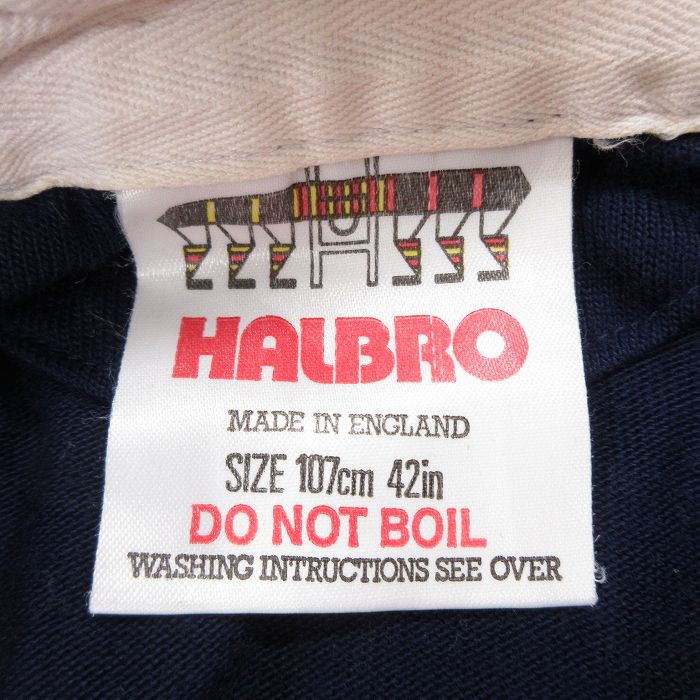 HALBRO
MADE IN ENGLAND
SIZE 107cm 42in
DO NOT BOIL
WASHING INTRUCTIONS SEE OVER